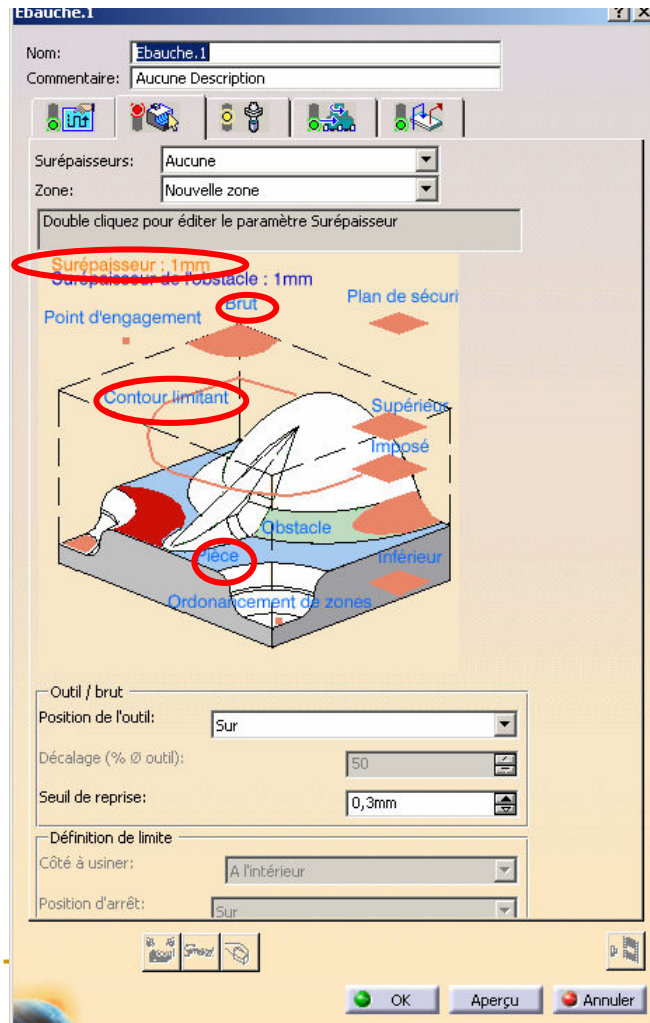 Ebauche.1
Nom: Ebauche.1
Commentaire: Aucune Description
Surépaisseurs: Aucune
Zone: Nouvelle zone
Double cliquez pour éditer le paramètre Surépaisseur
Surépaisseur : 1mm
Surépaisseur de l'obstacle : 1mm
Brut
Plan de sécuri
Point d'engagement
Contour limitant
Supérieur
Imposé
Obstacle
Pièce
Inférieur
Ordonancement de zones
Outil / brut
Position de l'outil: Sur
Décalage (% Ø outil): 50
Seuil de reprise: 0,3mm
Définition de limite
Côté à usiner: A l'intérieur
Position d'arrêt: Sur
OK Aperçu Annuler